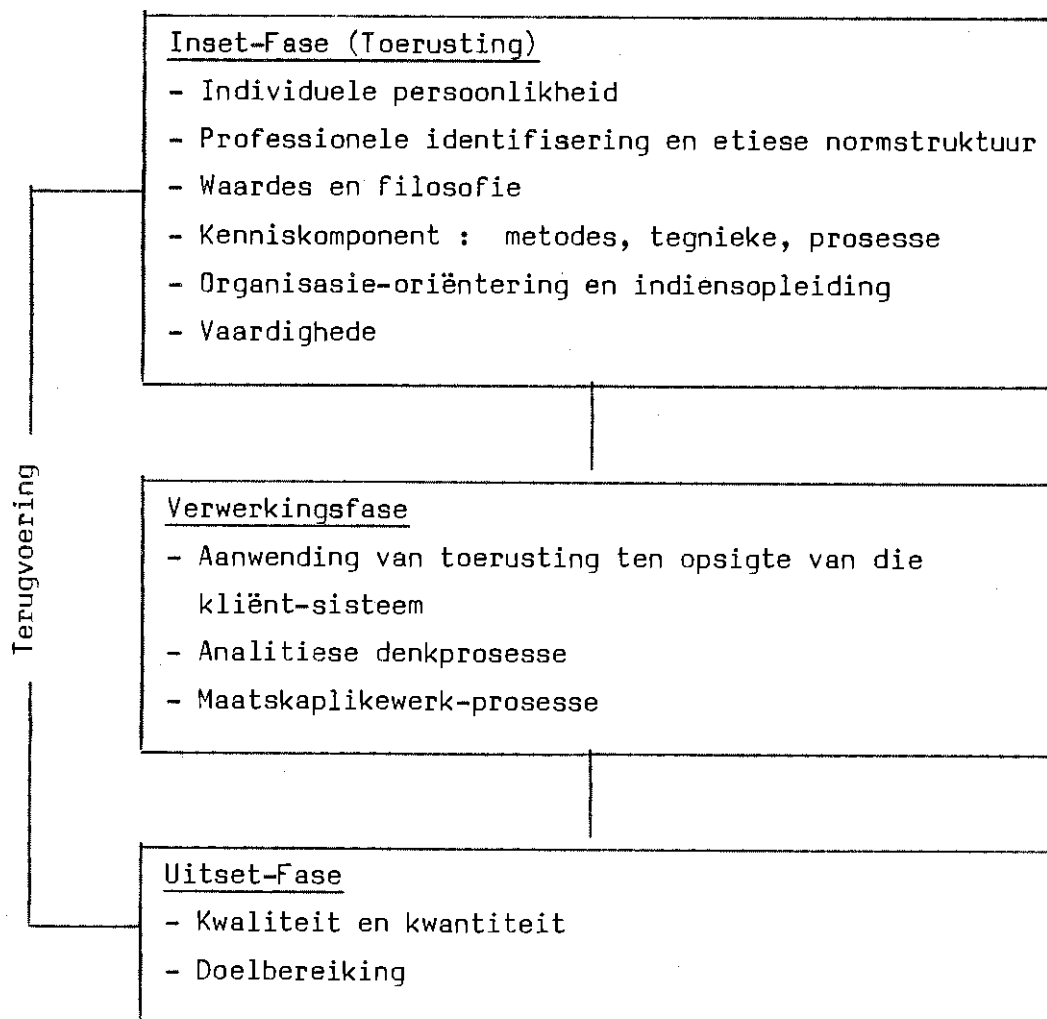 Inset-Fase (Toerusting)
- Individuele persoonlikheid
- Professionele identifisering en etiese normstruktuur
- Waardes en filosofie
- Kenniskomponent : metodes, tegnieke, prosesse
- Organisasie-oriëntering en indiensopleiding
- Vaardighede
Terugvoering
Verwerkingsfase
- Aanwending van toerusting ten opsigte van die
kliënt-sisteem
- Analitiese denkprosesse
- Maatskaplikewerk-prosesse
Uitset-Fase
- Kwaliteit en kwantiteit
- Doelbereiking